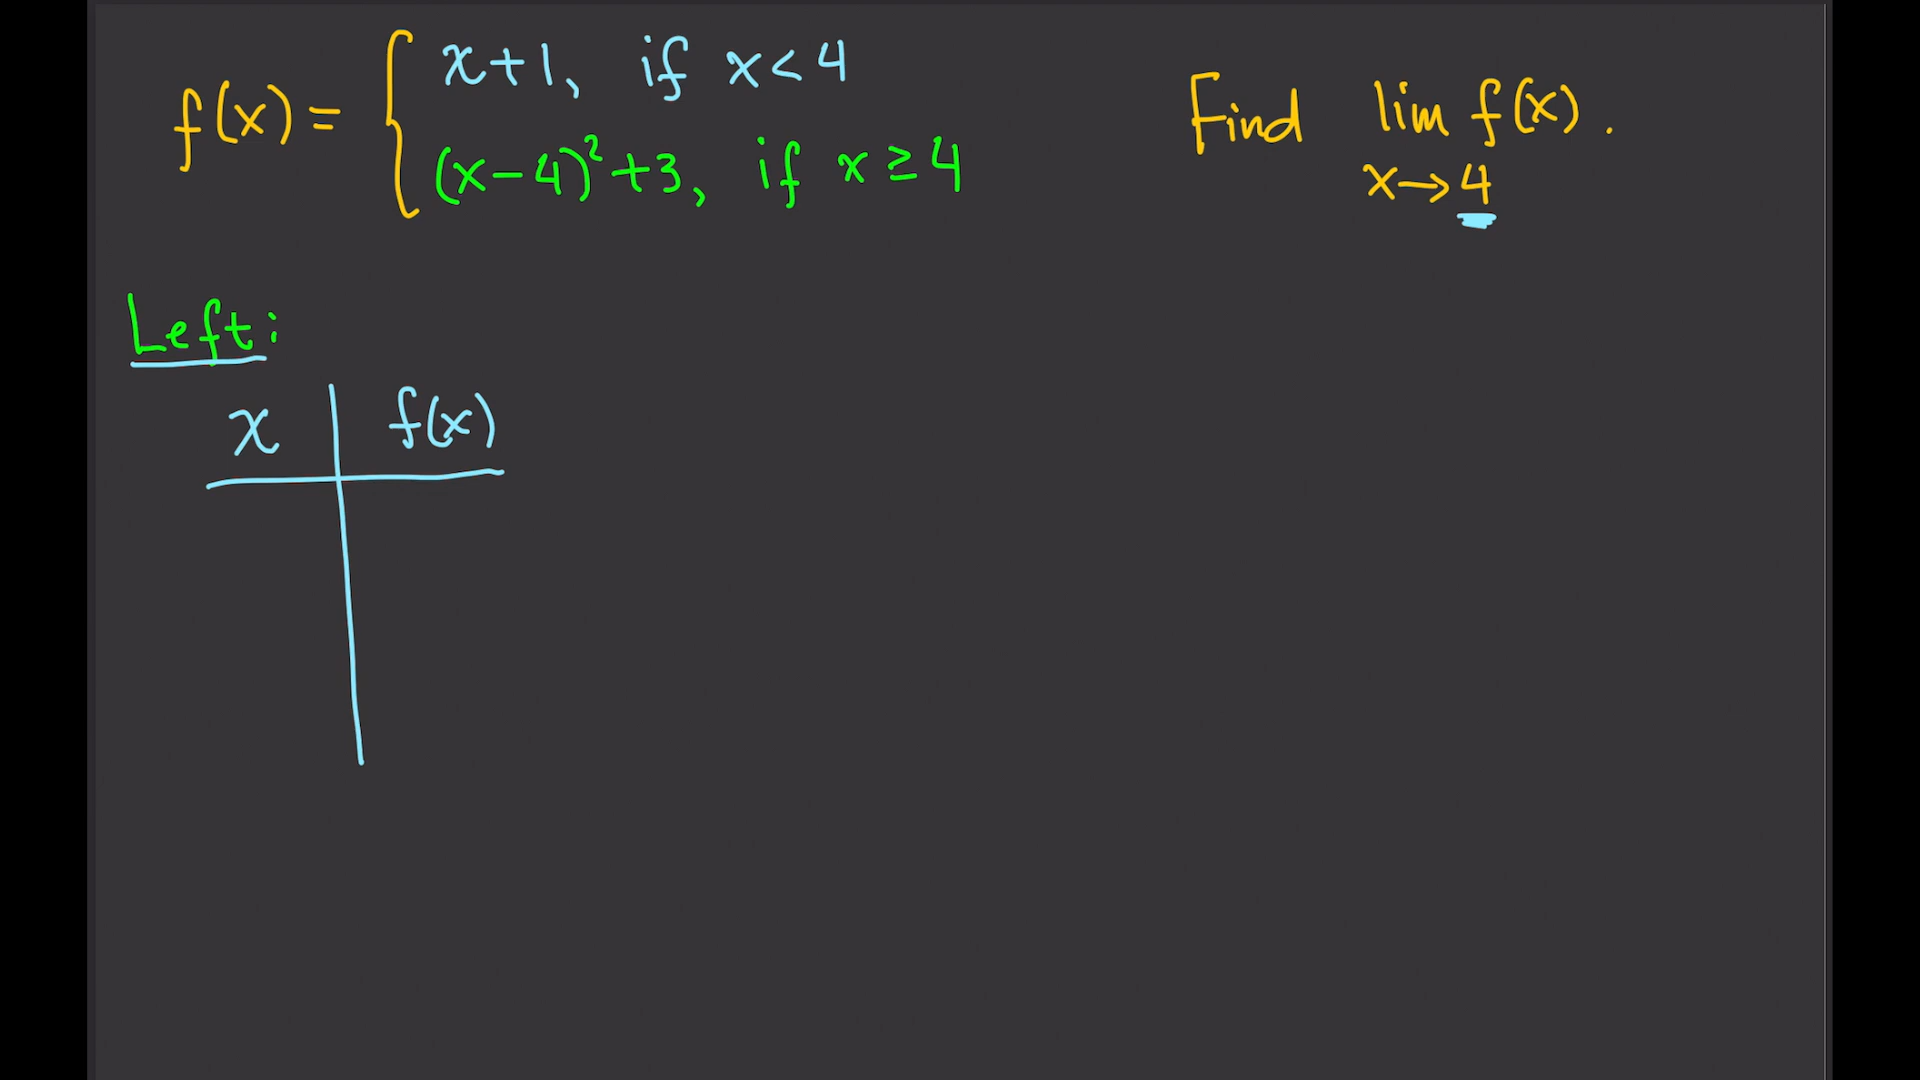 f(x) = { x+1, if x < 4
(x-4)²+3, if x ≥ 4
Find lim f(x).
x→4
Left:
x | f(x)